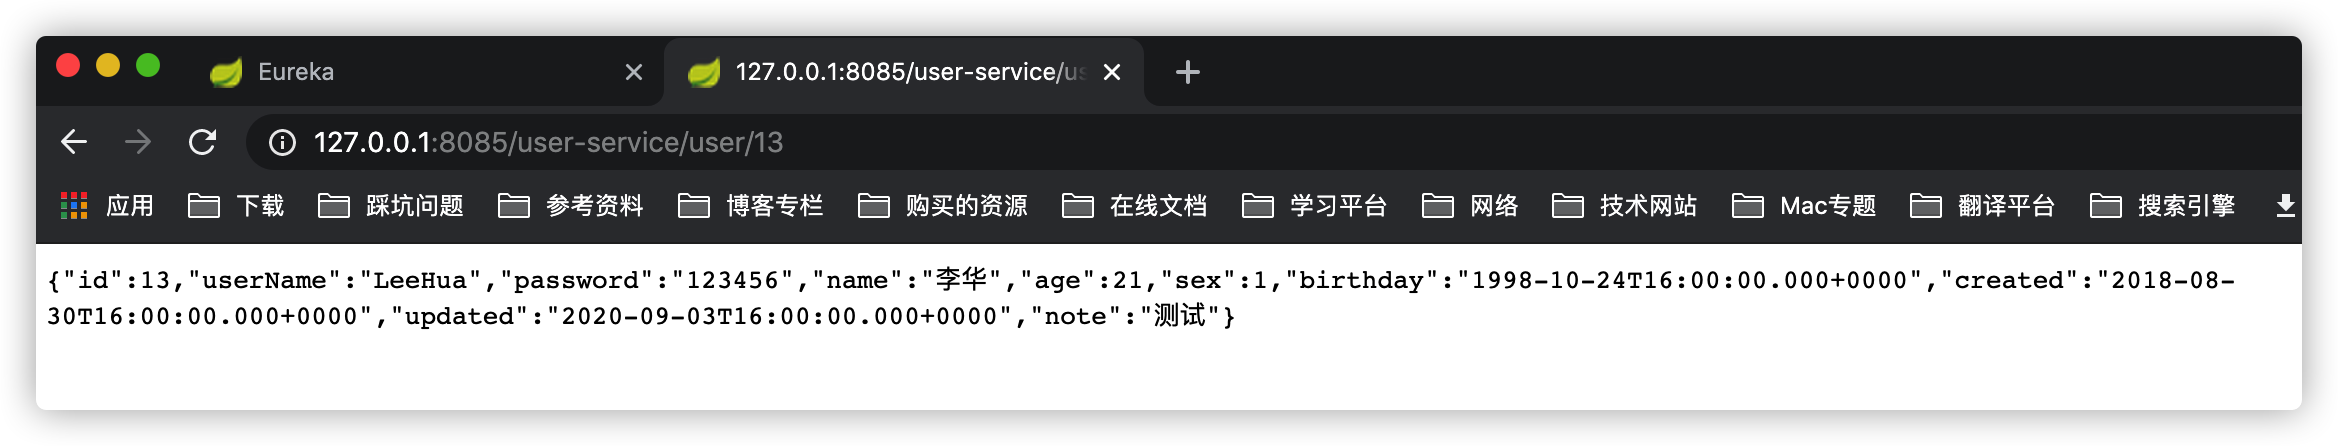 Eureka
127.0.0.1:8085/user-service/us
127.0.0.1:8085/user-service/user/13
应用 下载 踩坑问题 参考资料 博客专栏 购买的资源 在线文档 学习平台 网络 技术网站 Mac专题 翻译平台 搜索引擎
{"id":13,"userName":"LeeHua","password":"123456","name":"李华","age":21,"sex":1,"birthday":"1998-10-24T16:00:00.000+0000","created":"2018-08-
30T16:00:00.000+0000","updated":"2020-09-03T16:00:00.000+0000","note":"测试"}